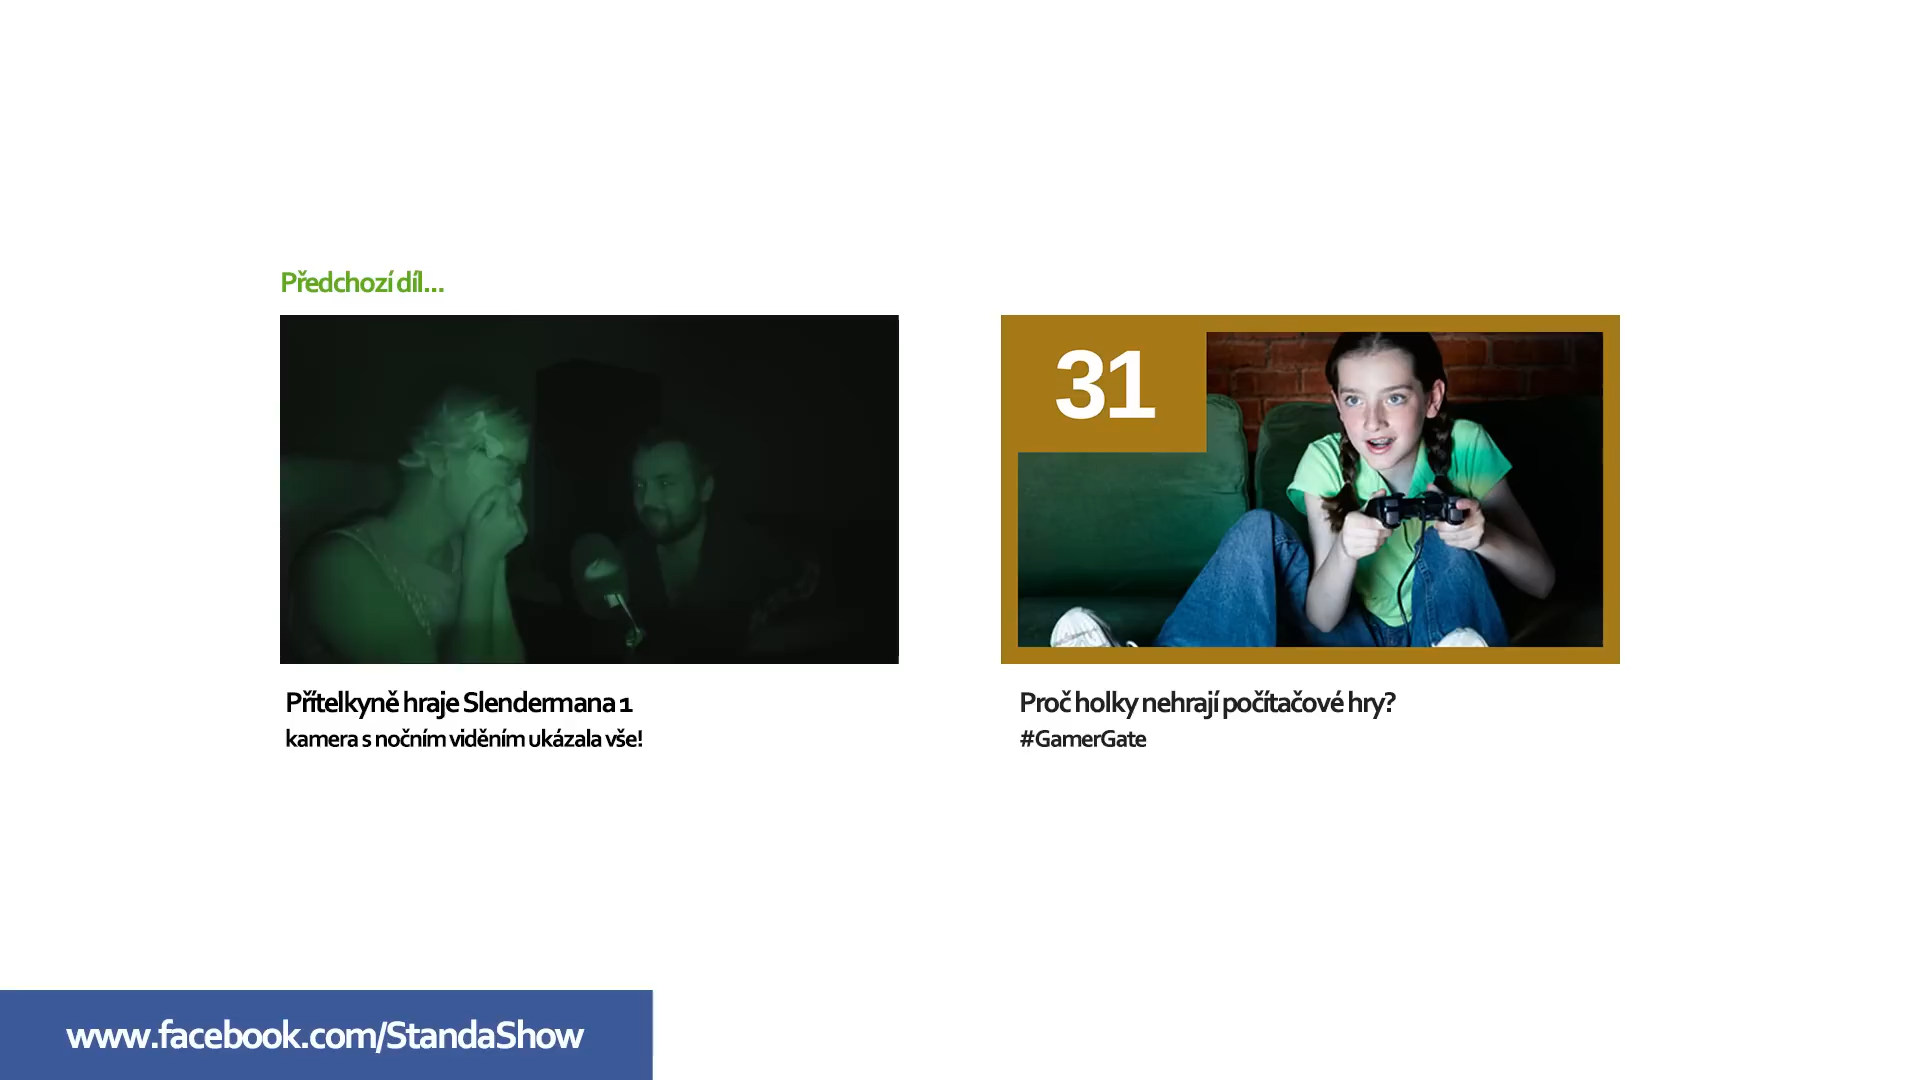 Předchozí díl...
31
Přítelkyně hraje Slendermana 1
kamera s nočním viděním ukázala vše!
Proč holky nehrají počítačové hry?
#GamerGate
www.facebook.com/StandaShow